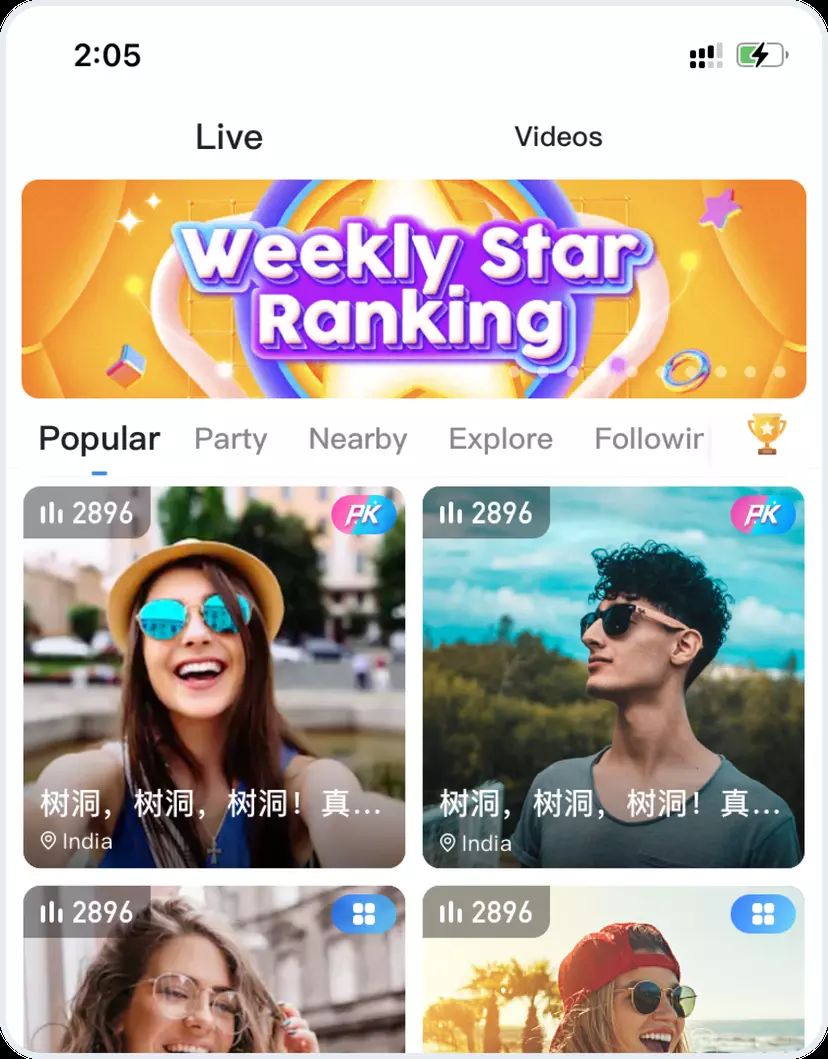 2:05
Live
Videos
Weekly Star
Ranking
Popular
Party
Nearby
Explore
Followir
2896
PK
2896
PK
树洞，树洞，树洞！真…
India
树洞，树洞，树洞！真…
India
2896
2896